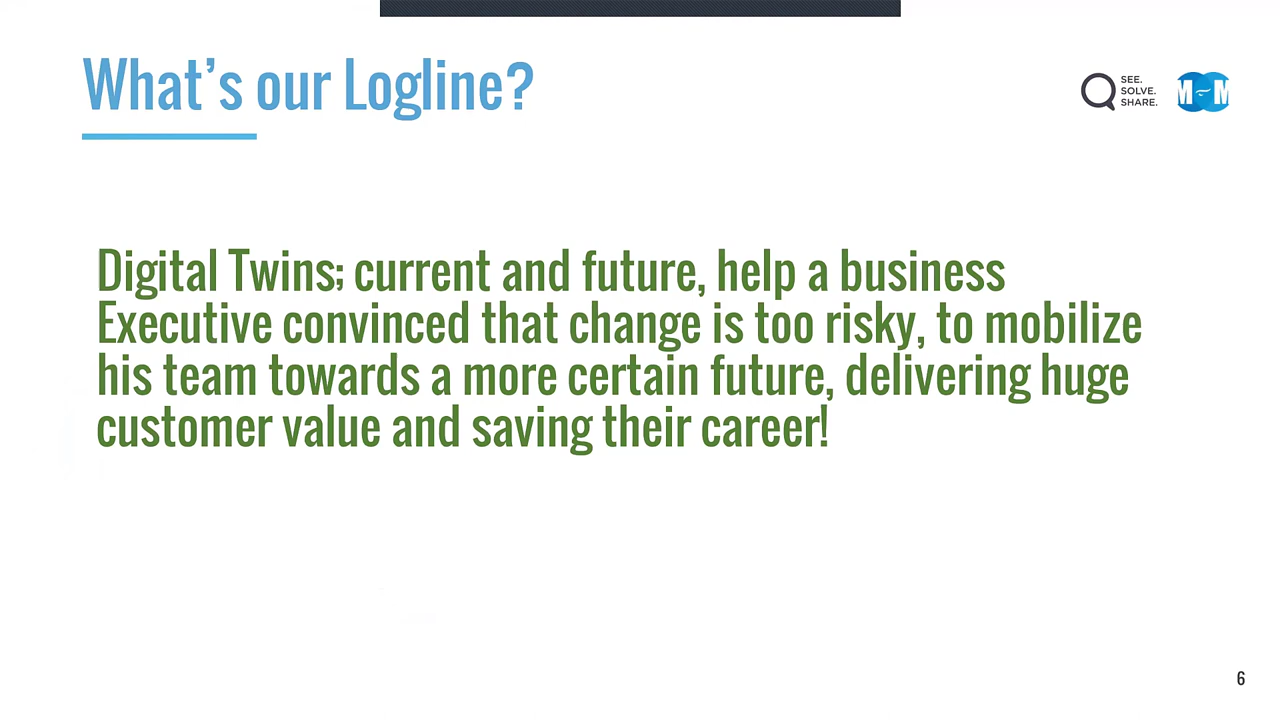 What's our Logline?
SEE.
SOLVE.
SHARE.
M M
Digital Twins; current and future, help a business
Executive convinced that change is too risky, to mobilize
his team towards a more certain future, delivering huge
customer value and saving their career!
6